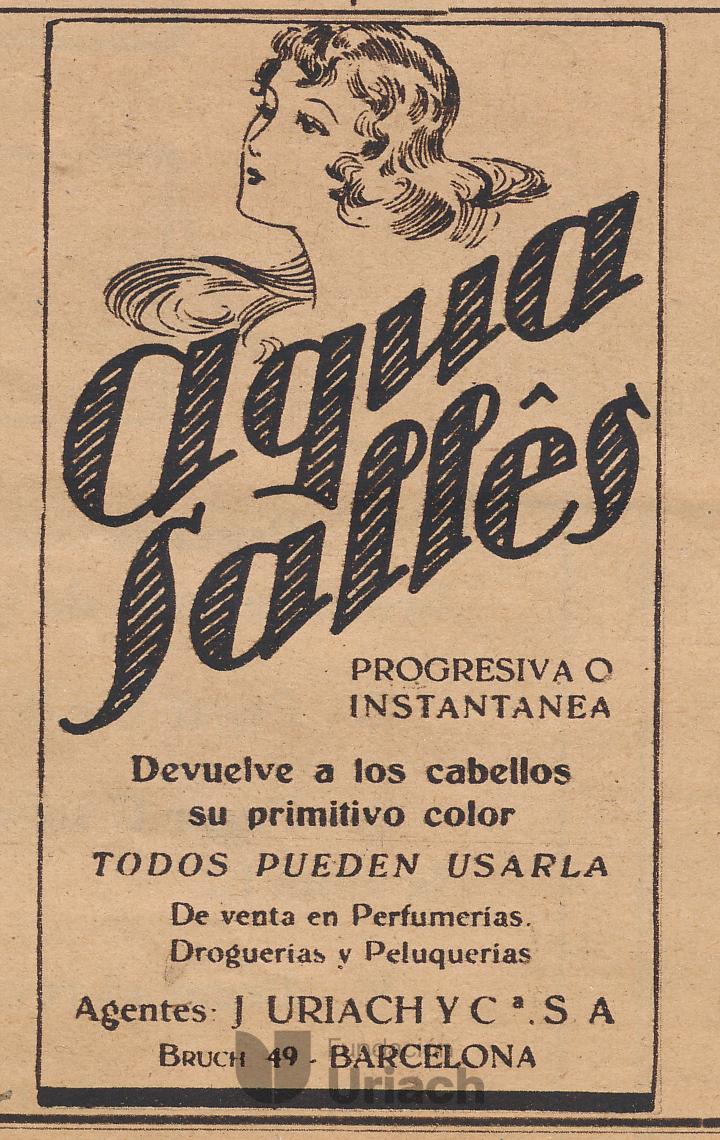 agua
Sallês
PROGRESIVA O
INSTANTANEA
Devuelve a los cabellos
su primitivo color
TODOS PUEDEN USARLA
De venta en Perfumerías.
Droguerías y Peluquerías
Agentes: J URIACH Y Cª. S A
BRUCH 49 - BARCELONA
Fundación
Uriach